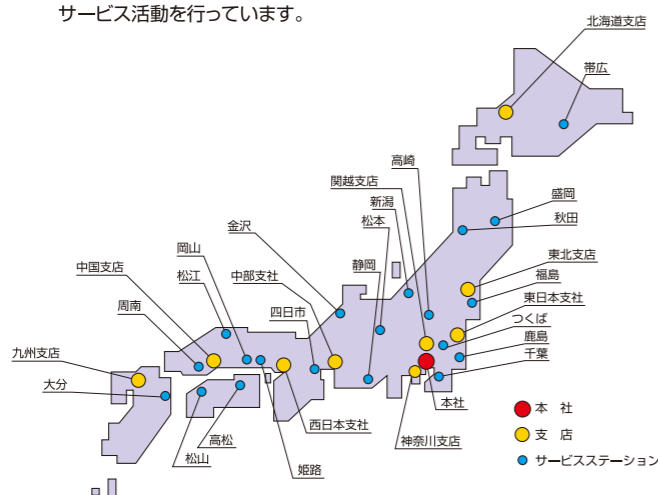 サービス活動を行っています。
北海道支店
帯広
高崎
関越支店
新潟
松本
金沢
静岡
岡山
中部支社
中国支店
松江
四日市
周南
九州支店
大分
盛岡
秋田
東北支店
福島
東日本支社
つくば
鹿島
千葉
本社
神奈川支店
西日本支社
高松
松山
姫路
本 社
支 店
サービスステーション